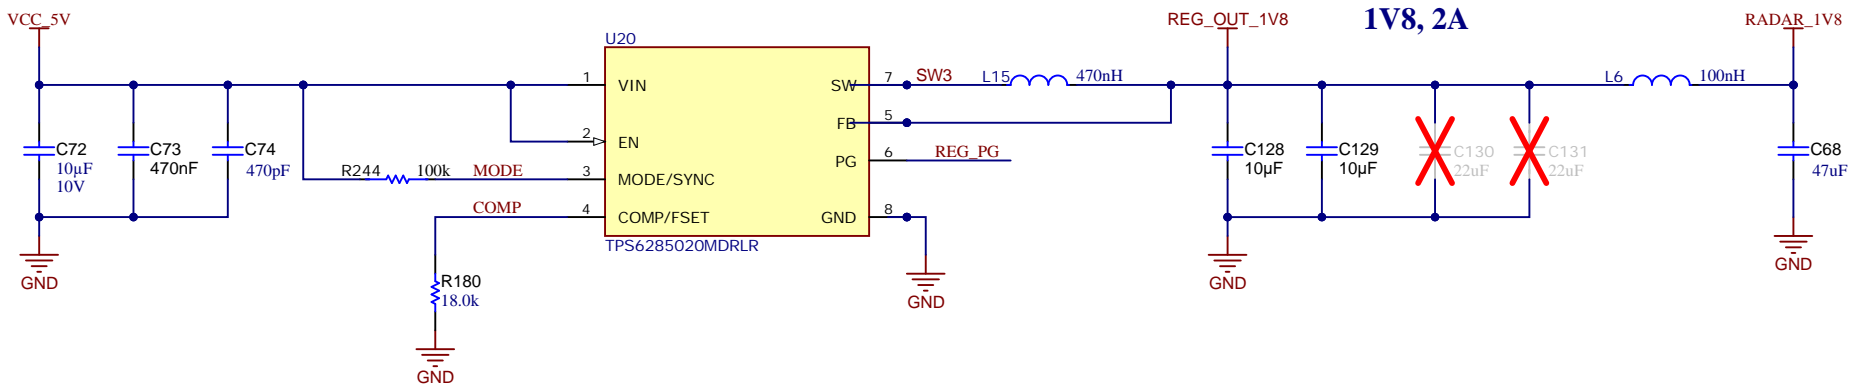 VCC_5V
REG_OUT_1V8
1V8, 2A
RADAR_1V8
U20
1
VIN
SW
7
SW3
L15
470nH
L6
100nH
2
EN
FB
5
C72
10µF
10V
C73
470nF
C74
470pF
R244
100k
MODE
3
MODE/SYNC
PG
6
REG_PG
C128
10µF
C129
10µF
C130
22uF
C131
22uF
C68
47uF
COMP
4
COMP/FSET
GND
8
TPS6285020MDRLR
GND
R180
18.0k
GND
GND
GND
GND